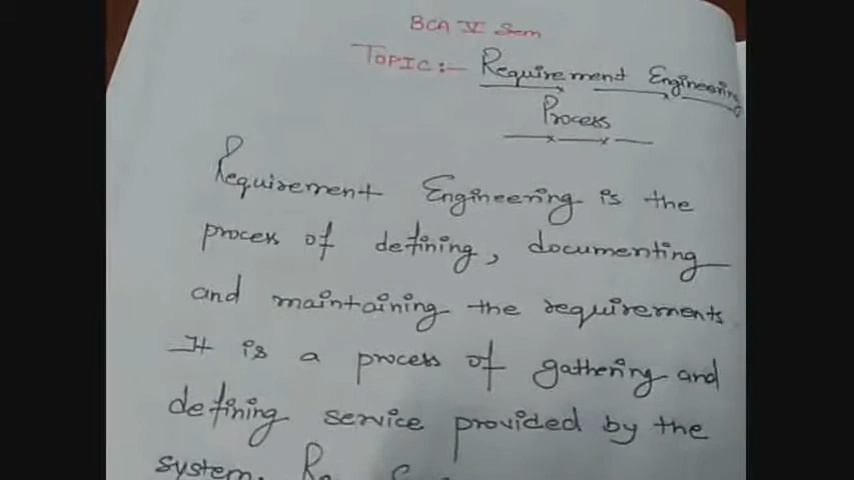 BCA V Sem
TOPIC:- Requirement Engineering
Process
Requirement Engineering is the
process of defining, documenting
and maintaining the requirements
It is a process of gathering and
defining service provided by the
system.